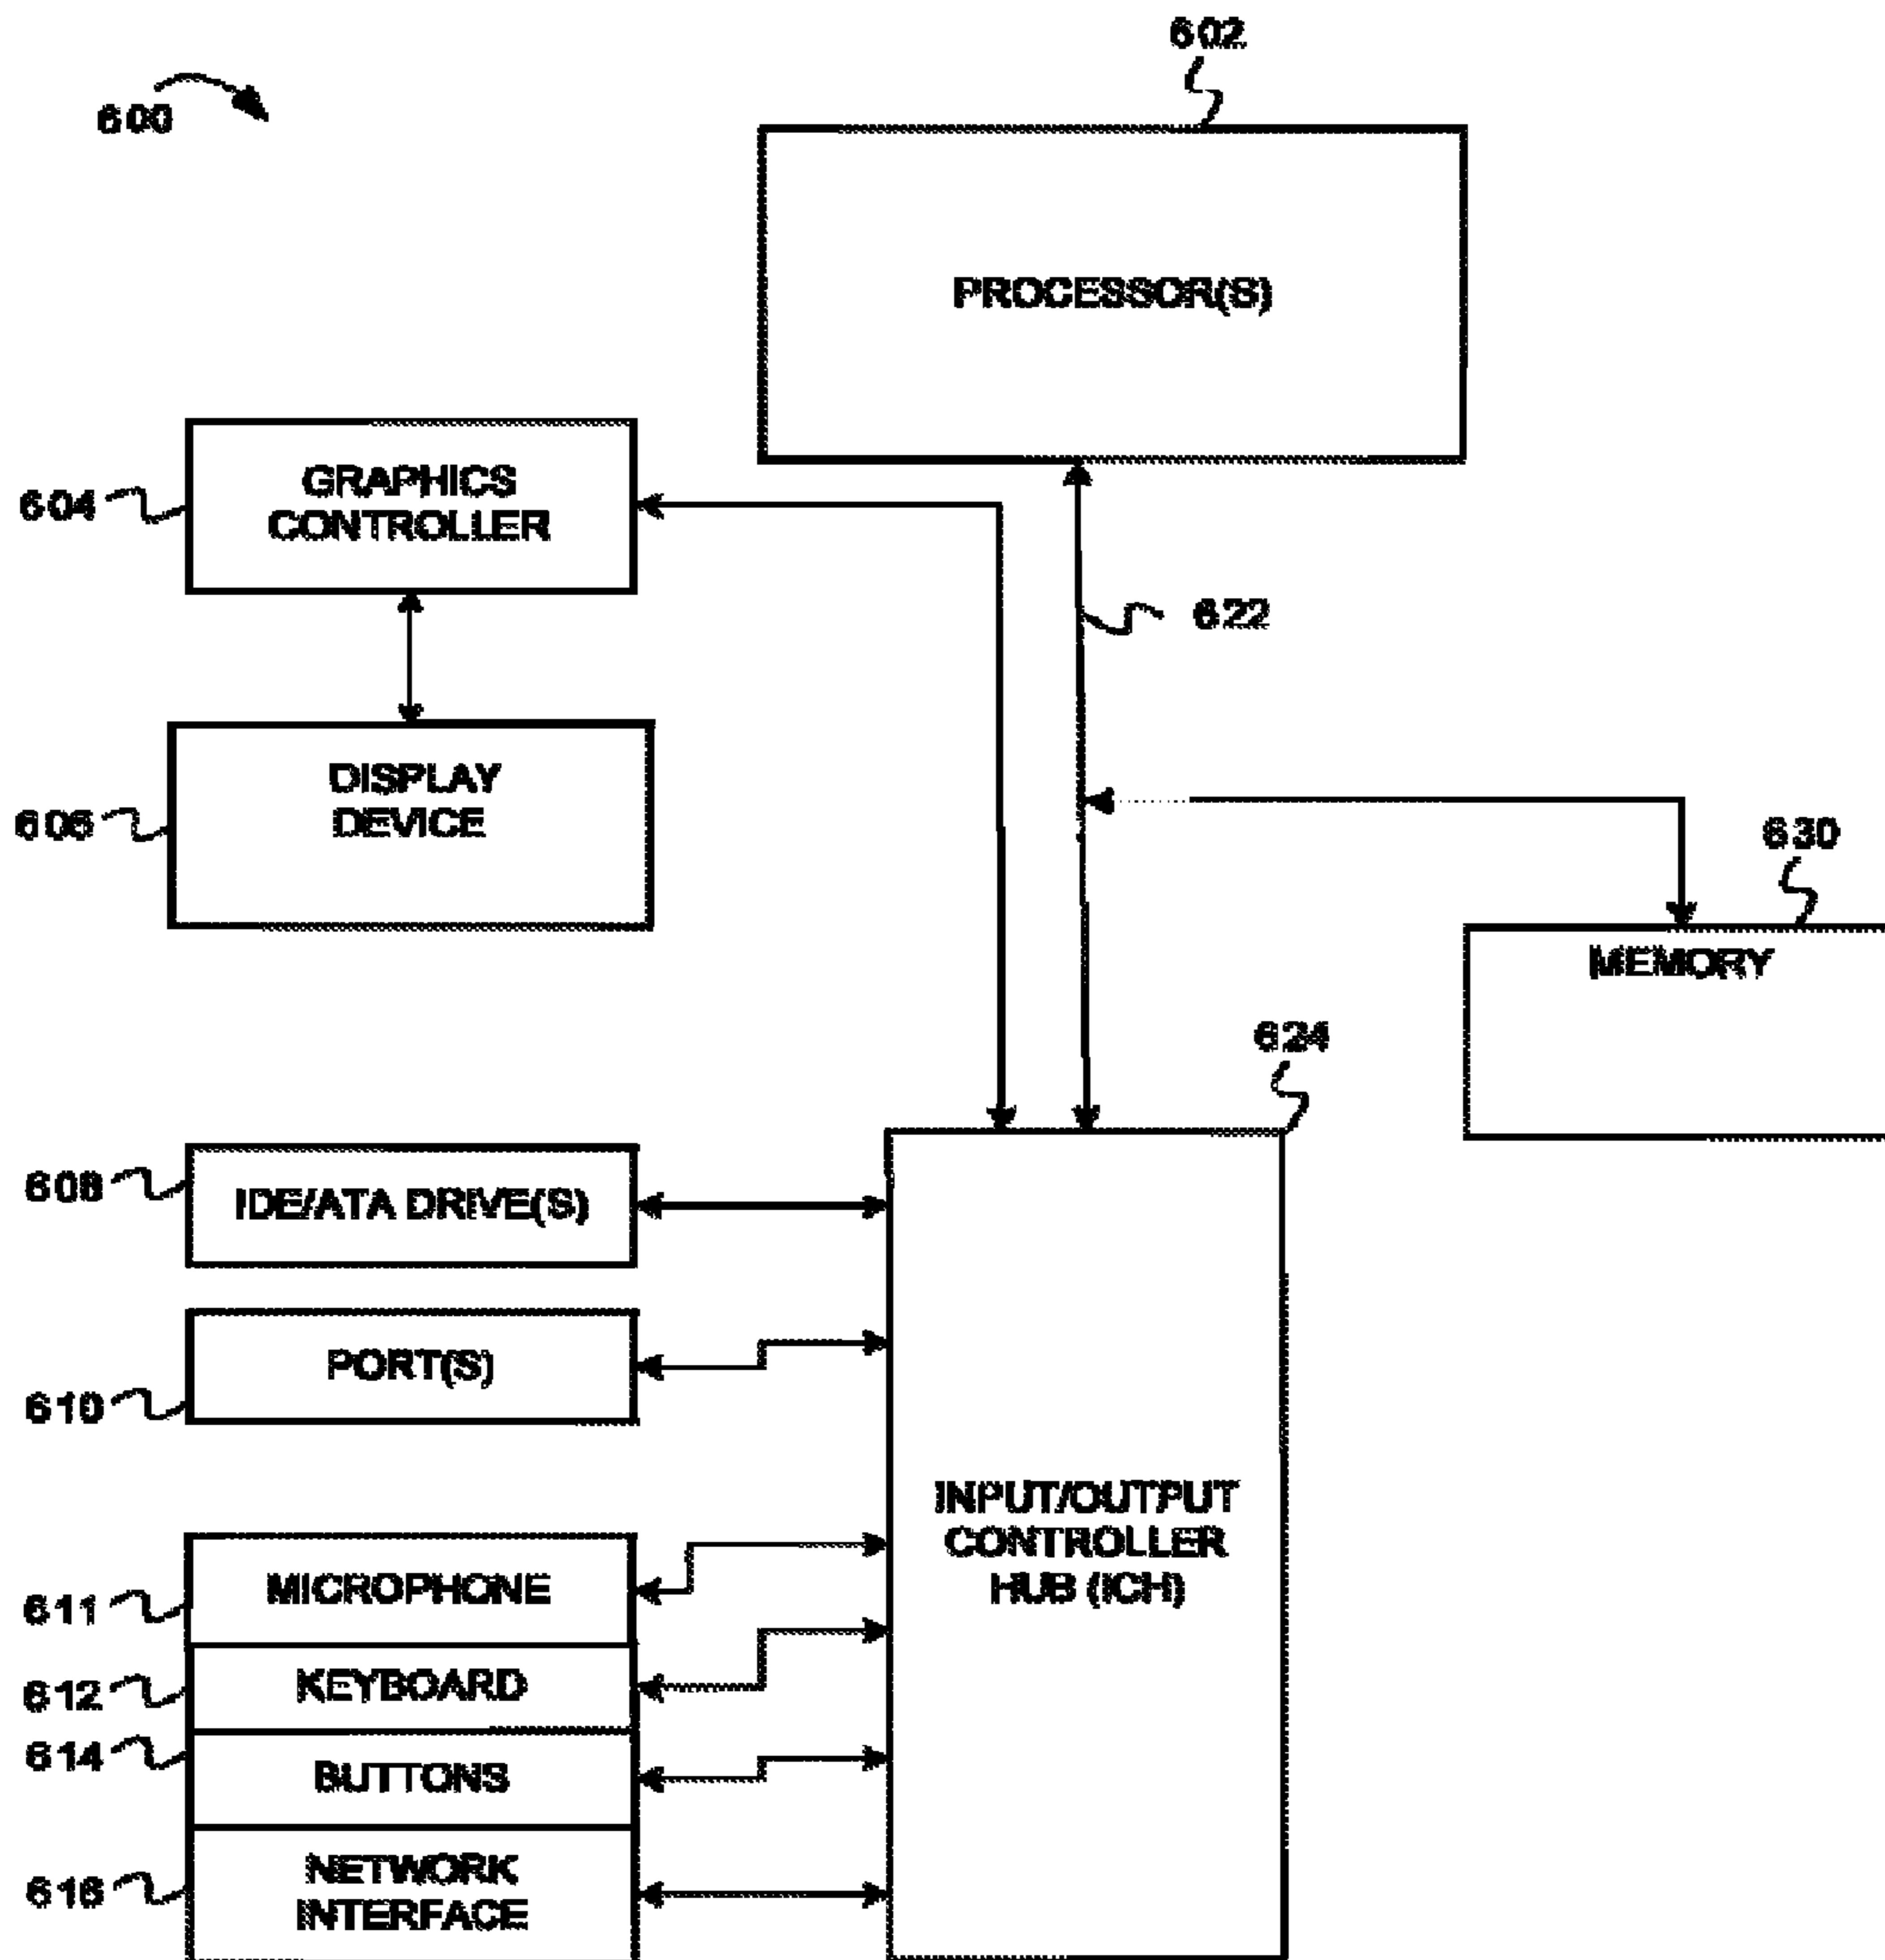 602
600
PROCESSOR(S)
GRAPHICS
CONTROLLER
604
622
DISPLAY
DEVICE
606
630
MEMORY
624
608
IDE/ATA DRIVE(S)
PORT(S)
610
INPUT/OUTPUT
CONTROLLER
HUB (ICH)
MICROPHONE
611
KEYBOARD
612
614
BUTTONS
NETWORK
INTERFACE
616